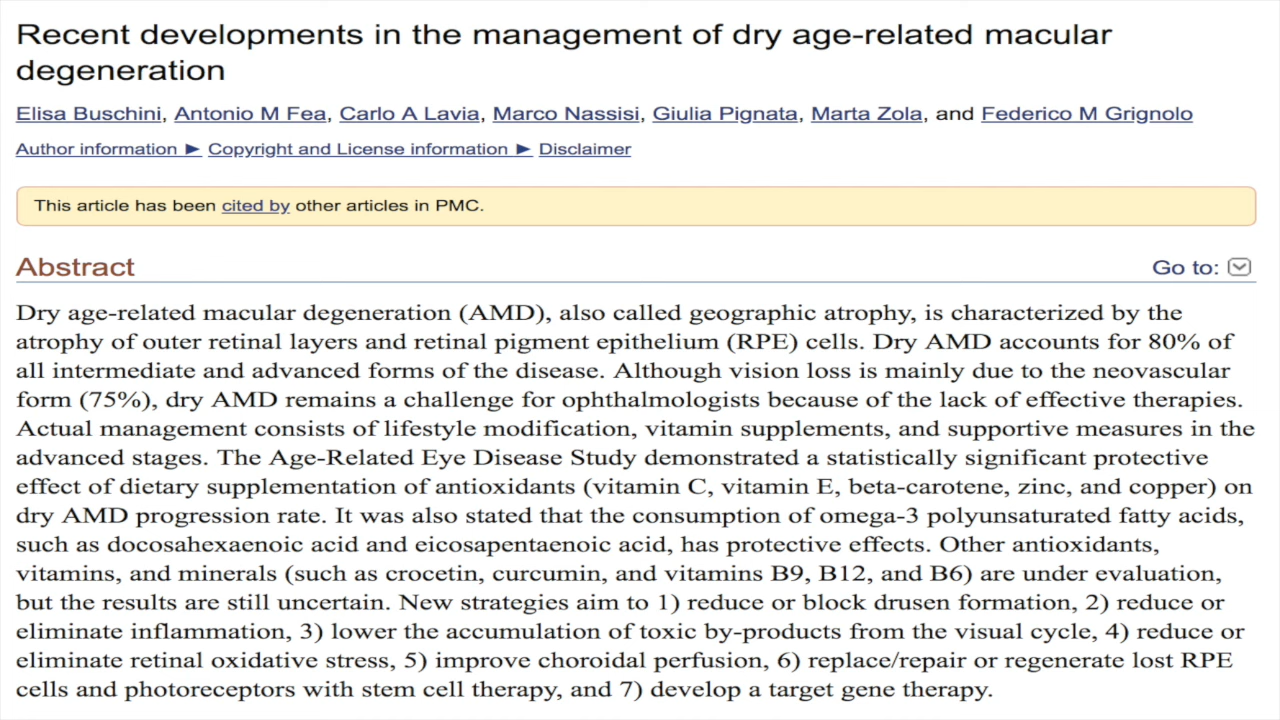 Recent developments in the management of dry age-related macular
degeneration
Elisa Buschini, Antonio M Fea, Carlo A Lavia, Marco Nassisi, Giulia Pignata, Marta Zola, and Federico M Grignolo
Author information ► Copyright and License information ► Disclaimer
This article has been cited by other articles in PMC.
Abstract Go to:
Dry age-related macular degeneration (AMD), also called geographic atrophy, is characterized by the
atrophy of outer retinal layers and retinal pigment epithelium (RPE) cells. Dry AMD accounts for 80% of
all intermediate and advanced forms of the disease. Although vision loss is mainly due to the neovascular
form (75%), dry AMD remains a challenge for ophthalmologists because of the lack of effective therapies.
Actual management consists of lifestyle modification, vitamin supplements, and supportive measures in the
advanced stages. The Age-Related Eye Disease Study demonstrated a statistically significant protective
effect of dietary supplementation of antioxidants (vitamin C, vitamin E, beta-carotene, zinc, and copper) on
dry AMD progression rate. It was also stated that the consumption of omega-3 polyunsaturated fatty acids,
such as docosahexaenoic acid and eicosapentaenoic acid, has protective effects. Other antioxidants,
vitamins, and minerals (such as crocetin, curcumin, and vitamins B9, B12, and B6) are under evaluation,
but the results are still uncertain. New strategies aim to 1) reduce or block drusen formation, 2) reduce or
eliminate inflammation, 3) lower the accumulation of toxic by-products from the visual cycle, 4) reduce or
eliminate retinal oxidative stress, 5) improve choroidal perfusion, 6) replace/repair or regenerate lost RPE
cells and photoreceptors with stem cell therapy, and 7) develop a target gene therapy.